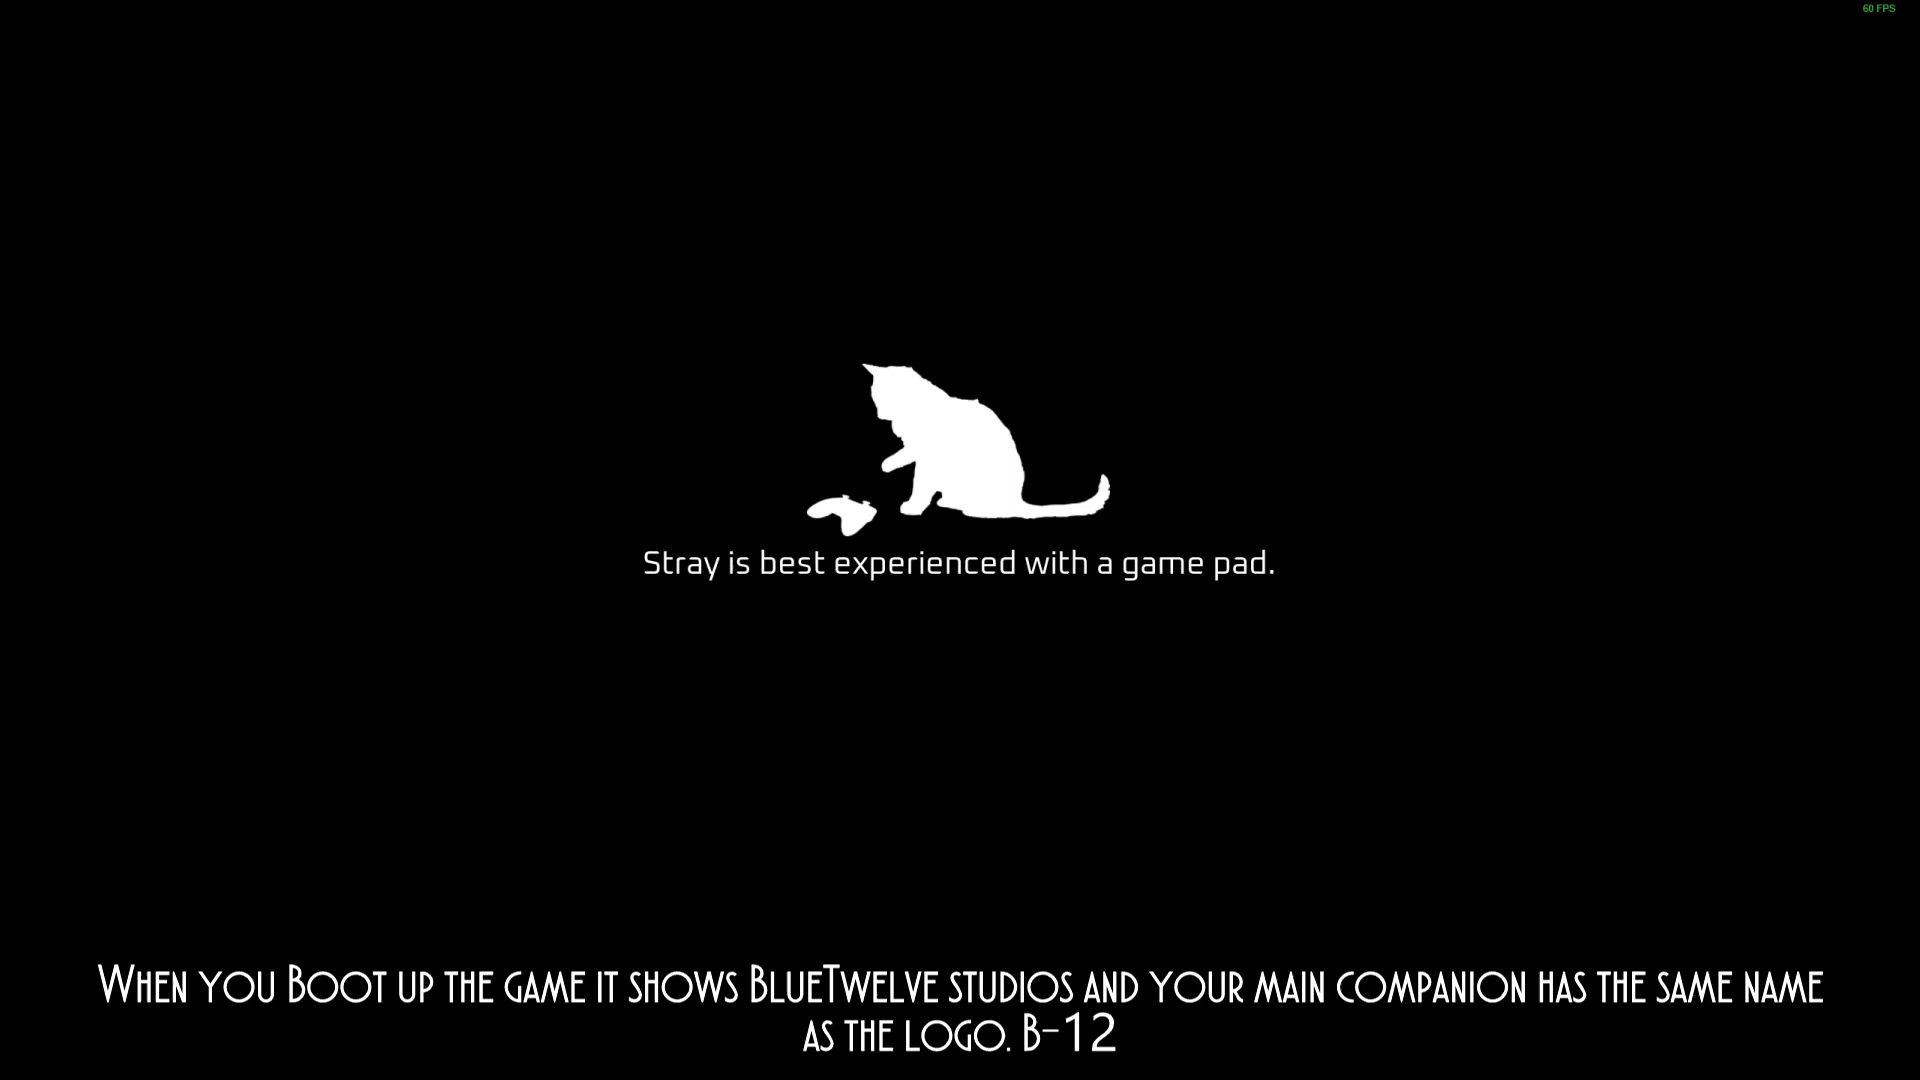 60 FPS
Stray is best experienced with a game pad.
When you Boot up the game it shows BlueTwelve studios and your main companion has the same name
as the logo. B-12